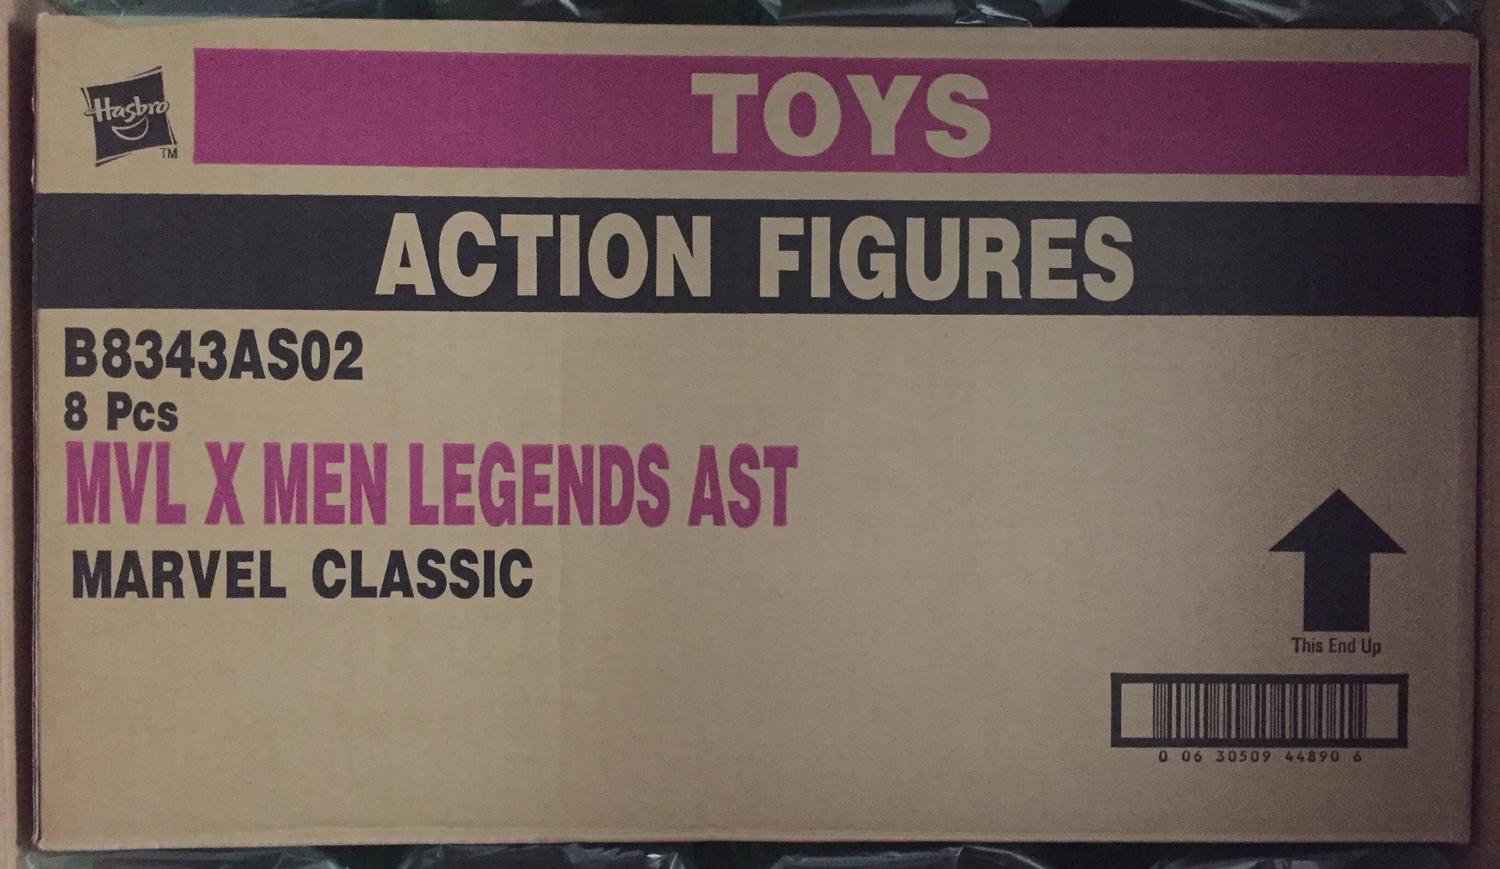 Hasbro
TM
TOYS
ACTION FIGURES
B8343AS02
8 Pcs
MVL X MEN LEGENDS AST
MARVEL CLASSIC
This End Up
0 06 30509 44890 6